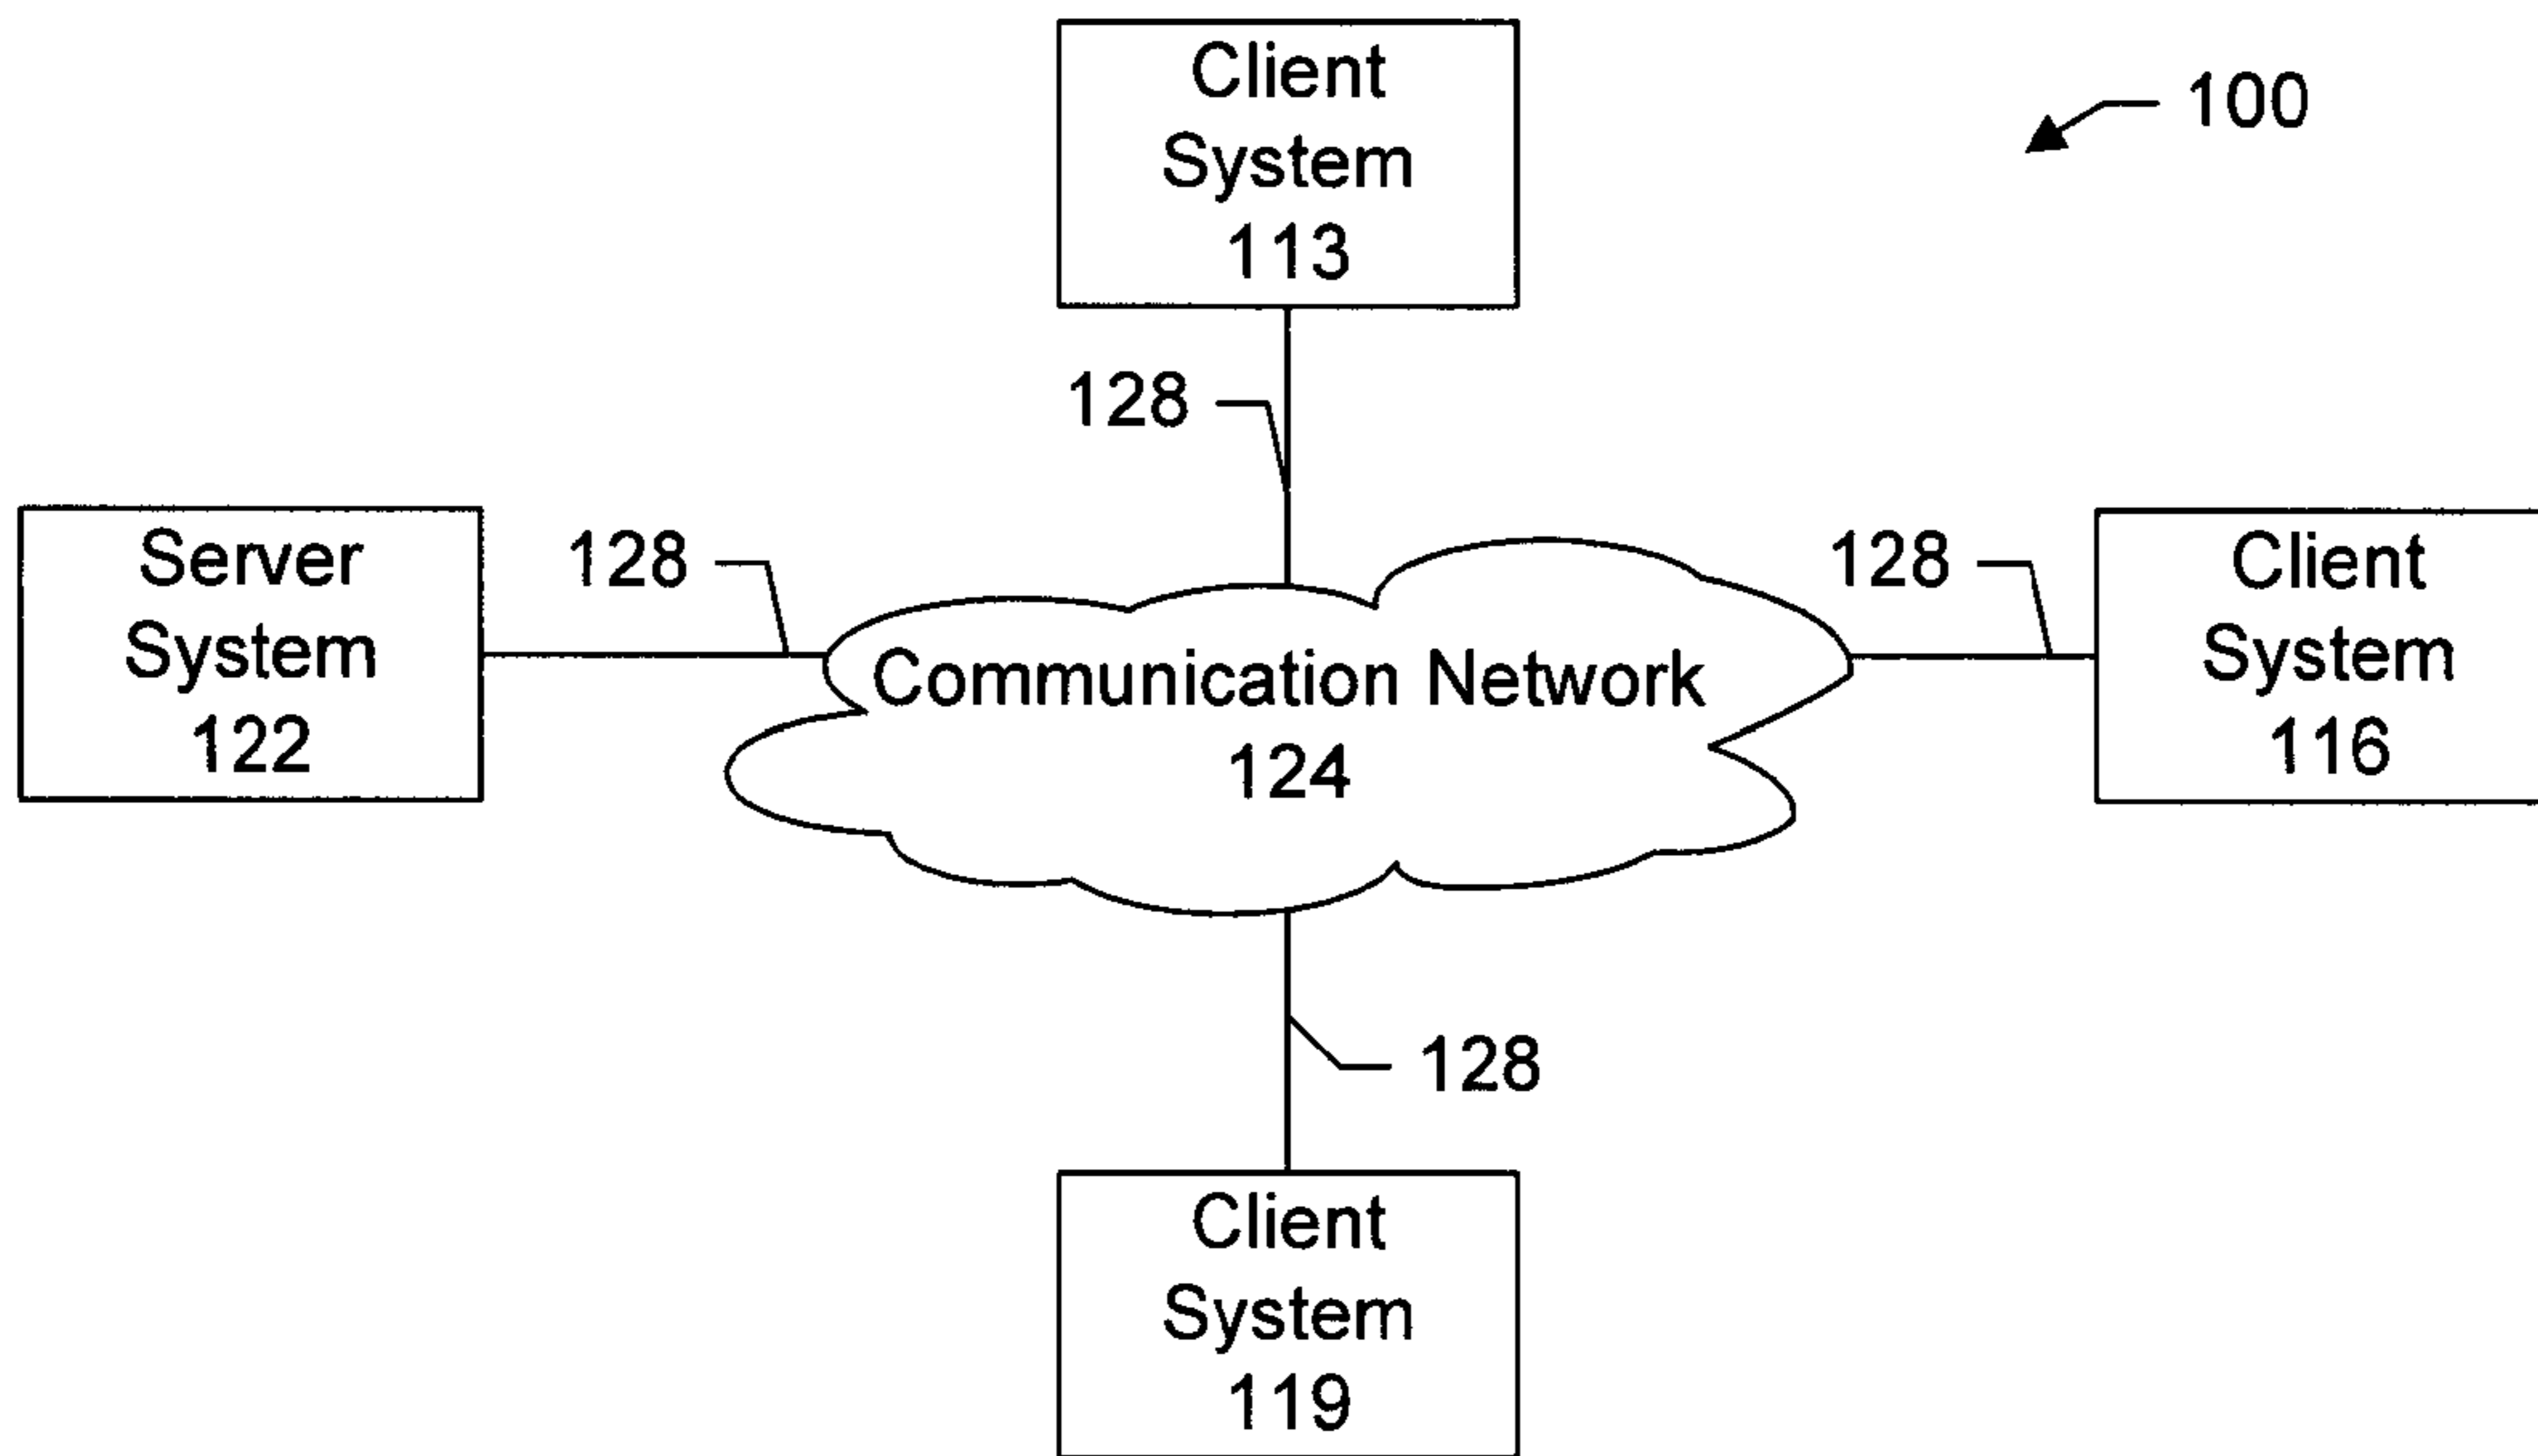 Client
System
113
100
128
Server
System
122
128
Communication Network
124
128
Client
System
116
128
Client
System
119